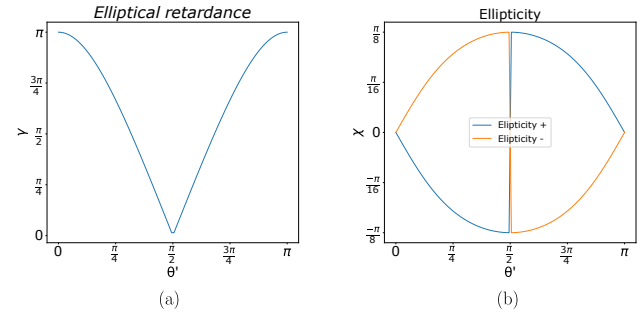 Elliptical retardance
π
3π/4
π/2
π/4
0
γ
0 π/4 π/2 3π/4 π
θ'
(a)
Ellipticity
π/8
π/16
0
-π/16
-π/8
χ
Elipticity +
Elipticity -
0 π/4 π/2 3π/4 π
θ'
(b)